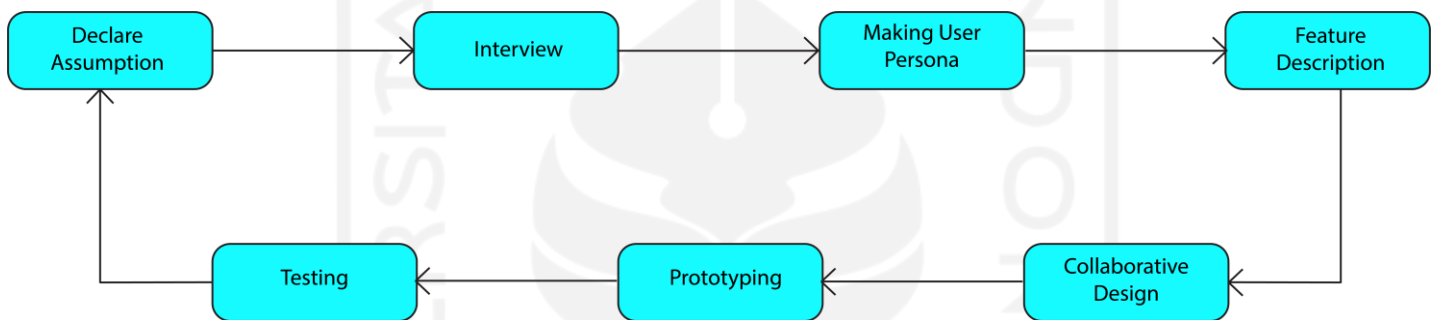 Declare
Assumption
Interview
Making User
Persona
Feature
Description
Collaborative
Design
Prototyping
Testing